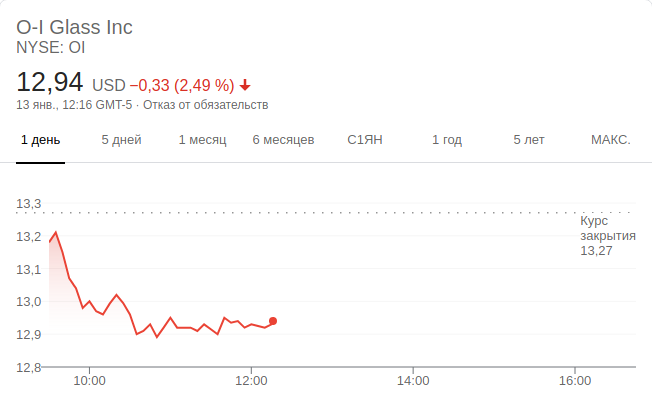 O-I Glass Inc
NYSE: OI
12,94 USD −0,33 (2,49 %)
13 янв., 12:16 GMT-5 · Отказ от обязательств
1 день 5 дней 1 месяц 6 месяцев С1ЯН 1 год 5 лет МАКС.
13,3
Курс
13,2 закрытия
13,27
13,1
13,0
12,9
12,8
10:00 12:00 14:00 16:00